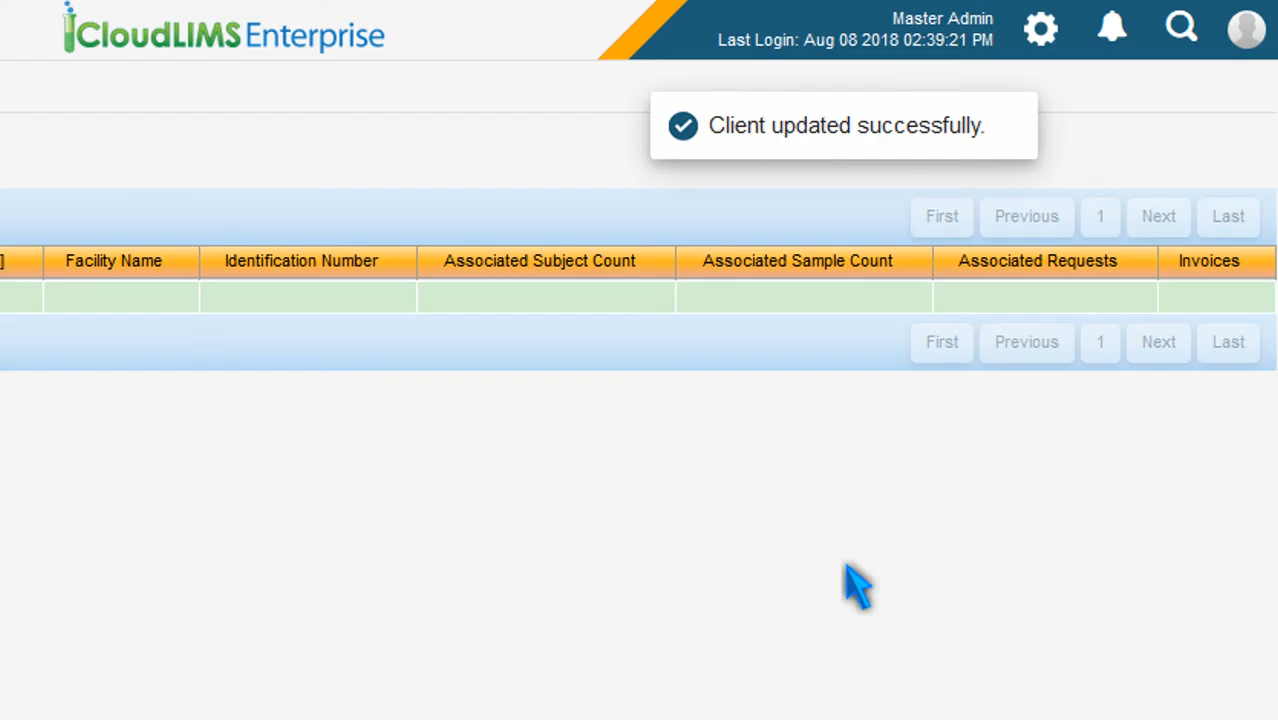 CloudLIMS Enterprise
Master Admin
Last Login: Aug 08 2018 02:39:21 PM
Client updated successfully.
First Previous 1 Next Last
] Facility Name Identification Number Associated Subject Count Associated Sample Count Associated Requests Invoices
First Previous 1 Next Last